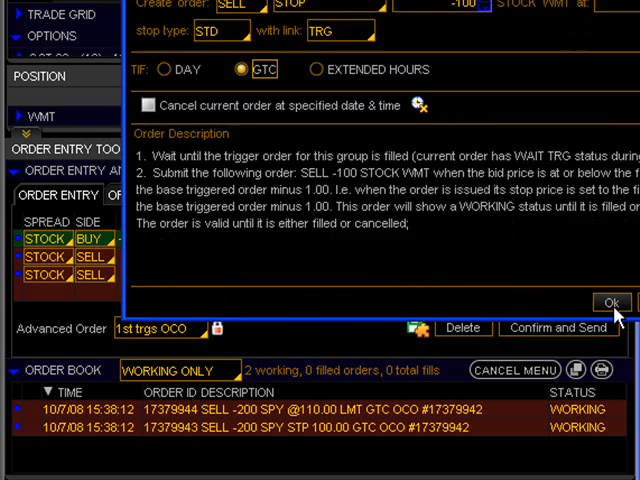 TRADE GRID
OPTIONS
POSITION
WMT
ORDER ENTRY TOO
ORDER ENTRY AN
ORDER ENTRY
SPREAD SIDE
STOCK BUY
STOCK SELL
STOCK SELL
Create order: SELL STOP -100 STOCK WMT at:
stop type: STD with link: TRG
TIF: DAY GTC EXTENDED HOURS
Cancel current order at specified date & time
Order Description
1. Wait until the trigger order for this group is filled (current order has WAIT TRG status during
2. Submit the following order: SELL -100 STOCK WMT when the bid price is at or below the f
the base triggered order minus 1.00. I.e. when the order is issued its stop price is set to the fi
the base triggered order minus 1.00. This order will show a WORKING status until it is filled or
The order is valid until it is either filled or cancelled;
Ok
Advanced Order 1st trgs OCO Delete Confirm and Send
ORDER BOOK WORKING ONLY 2 working, 0 filled orders, 0 total fills CANCEL MENU
TIME ORDER ID DESCRIPTION STATUS
10/7/08 15:38:12 17379944 SELL -200 SPY @110.00 LMT GTC OCO #17379942 WORKING
10/7/08 15:38:12 17379943 SELL -200 SPY STP 100.00 GTC OCO #17379942 WORKING